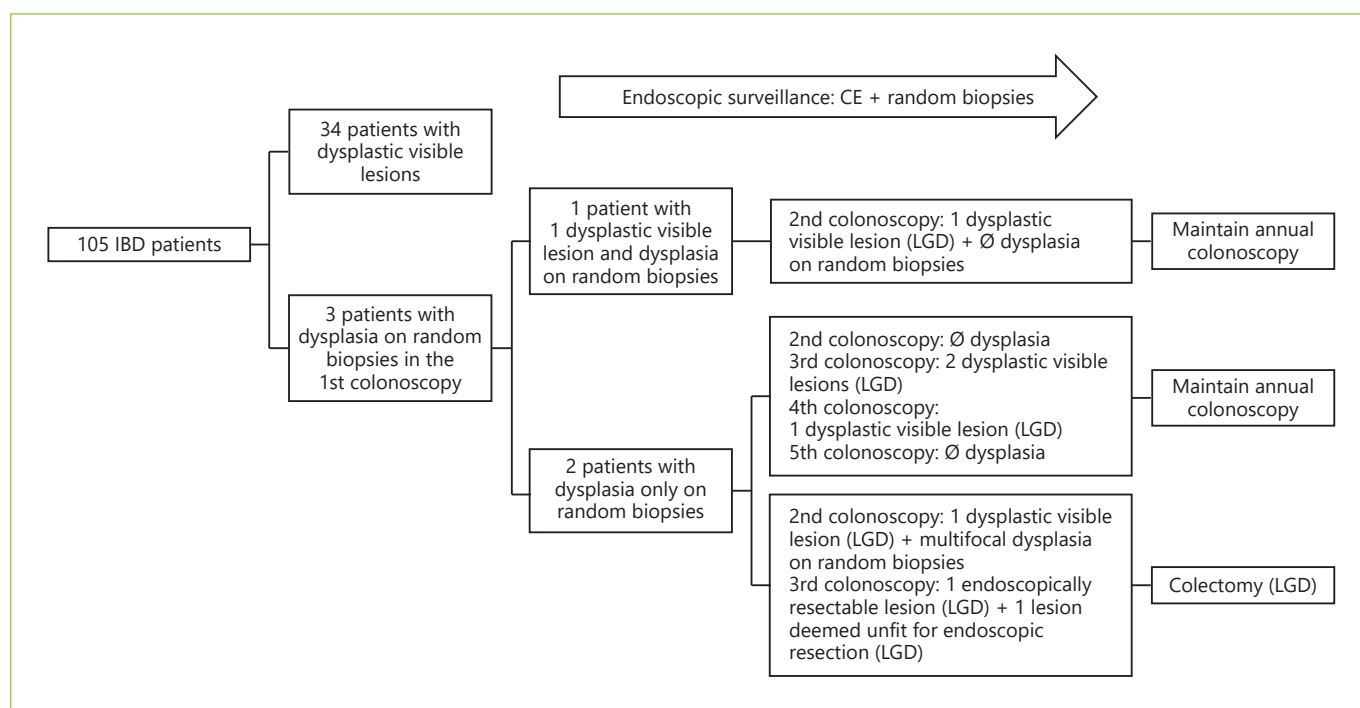 Endoscopic surveillance: CE + random biopsies
34 patients with
dysplastic visible
lesions
105 IBD patients
3 patients with
dysplasia on random
biopsies in the
1st colonoscopy
1 patient with
1 dysplastic visible
lesion and dysplasia
on random biopsies
2nd colonoscopy: 1 dysplastic
visible lesion (LGD) + Ø dysplasia
on random biopsies
Maintain annual
colonoscopy
2 patients with
dysplasia only on
random biopsies
2nd colonoscopy: Ø dysplasia
3rd colonoscopy: 2 dysplastic visible
lesions (LGD)
4th colonoscopy:
1 dysplastic visible lesion (LGD)
5th colonoscopy: Ø dysplasia
Maintain annual
colonoscopy
2nd colonoscopy: 1 dysplastic visible
lesion (LGD) + multifocal dysplasia
on random biopsies
3rd colonoscopy: 1 endoscopically
resectable lesion (LGD) + 1 lesion
deemed unfit for endoscopic
resection (LGD)
Colectomy (LGD)